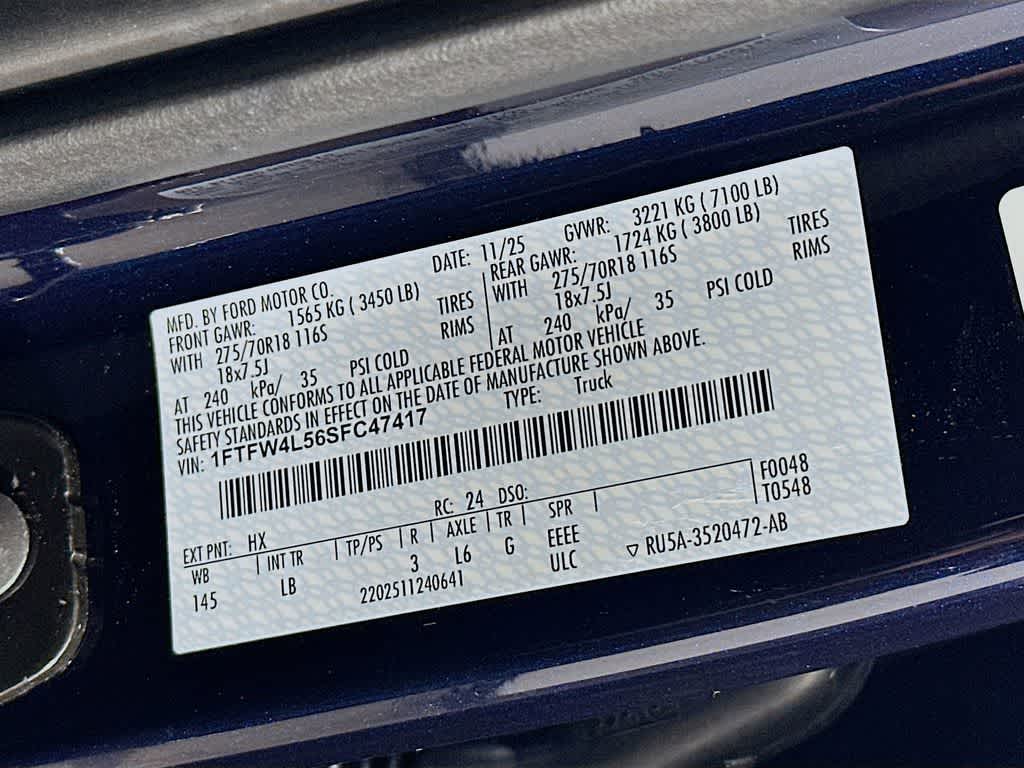 MFD. BY FORD MOTOR CO.
DATE: 11/25 GVWR: 3221 KG ( 7100 LB)
FRONT GAWR: 1565 KG ( 3450 LB)
REAR GAWR: 1724 KG ( 3800 LB)
WITH 275/70R18 116S TIRES
WITH 275/70R18 116S TIRES
18x7.5J RIMS
18x7.5J RIMS
AT 240 kPa/ 35 PSI COLD
AT 240 kPa/ 35 PSI COLD
THIS VEHICLE CONFORMS TO ALL APPLICABLE FEDERAL MOTOR VEHICLE
SAFETY STANDARDS IN EFFECT ON THE DATE OF MANUFACTURE SHOWN ABOVE.
VIN: 1FTFW4L56SFC47417 TYPE: Truck
EXT PNT: HX RC: 24 DSO: F0048
WB INT TR TP/PS R AXLE TR SPR T0548
145 LB 3 L6 G EEEE
2202511240641 ULC ▽ RU5A-3520472-AB